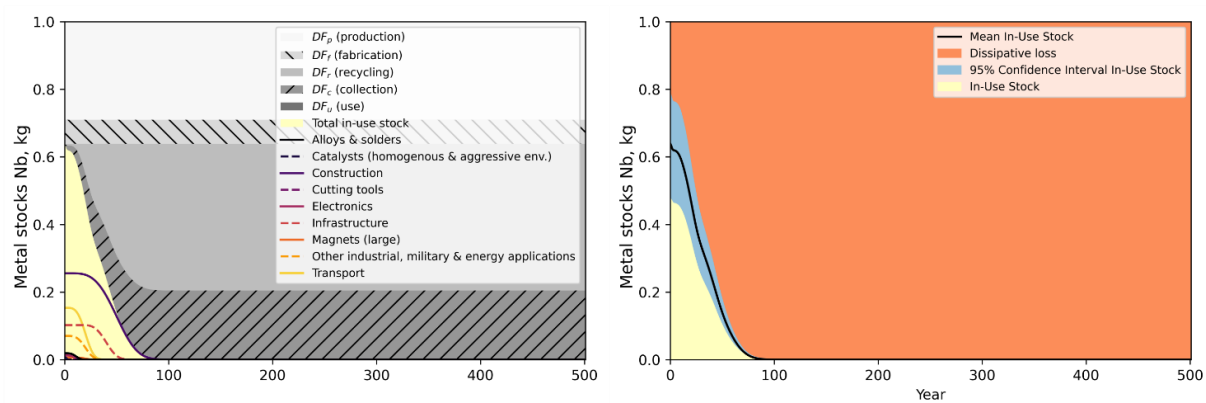 1.0
0.8
0.6
0.4
0.2
0.0
Metal stocks Nb, kg
0
100
200
300
400
500
DFp (production)
DFf (fabrication)
DFr (recycling)
DFc (collection)
DFu (use)
Total in-use stock
Alloys & solders
Catalysts (homogenous & aggressive env.)
Construction
Cutting tools
Electronics
Infrastructure
Magnets (large)
Other industrial, military & energy applications
Transport
1.0
0.8
0.6
0.4
0.2
0.0
Metal stocks Nb, kg
0
100
200
300
400
500
Year
Mean In-Use Stock
Dissipative loss
95% Confidence Interval In-Use Stock
In-Use Stock